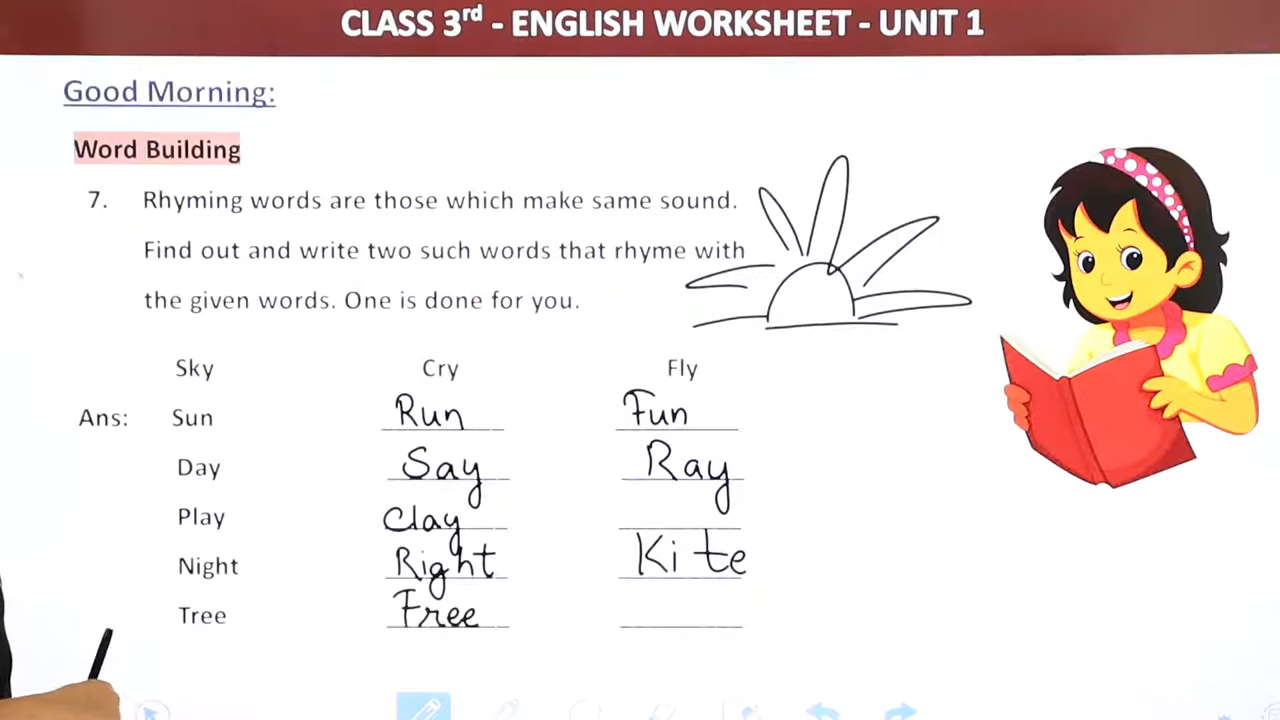 CLASS 3rd - ENGLISH WORKSHEET - UNIT 1
Good Morning:
Word Building
7. Rhyming words are those which make same sound.
Find out and write two such words that rhyme with
the given words. One is done for you.
Sky Cry Fly
Ans: Sun Run Fun
Day Say Ray
Play Clay
Night Right Kite
Tree Free